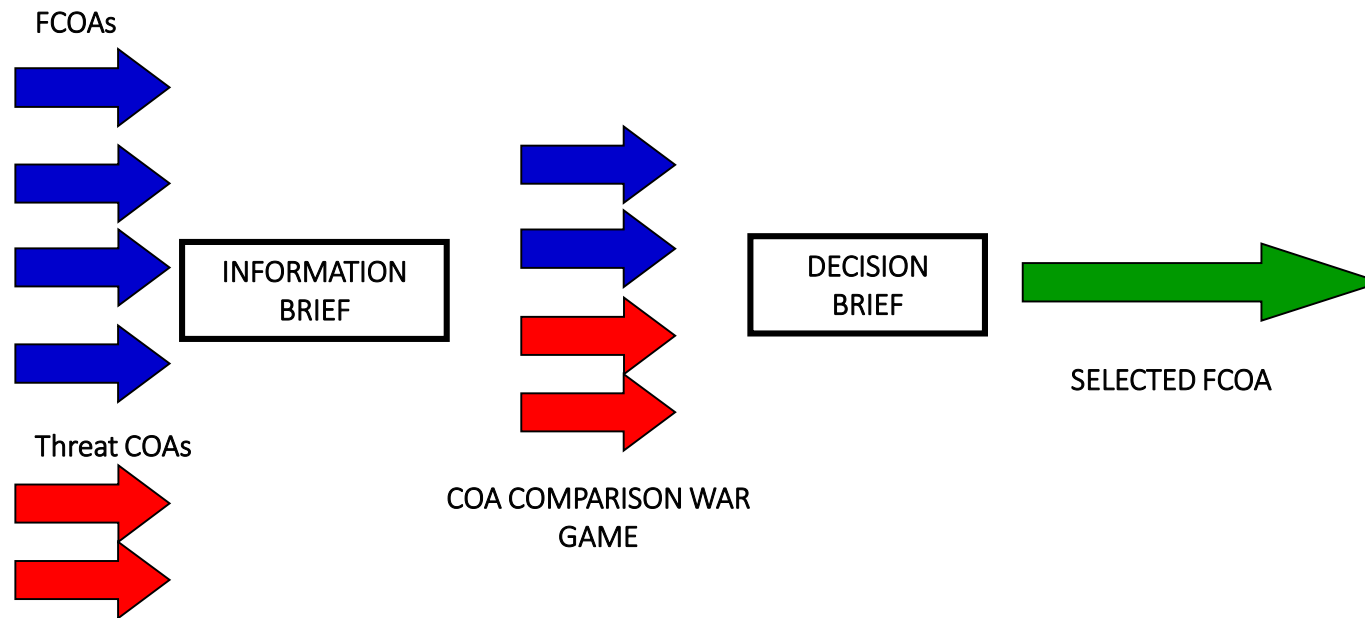 FCOAs
INFORMATION
BRIEF
DECISION
BRIEF
SELECTED FCOA
Threat COAs
COA COMPARISON WAR
GAME